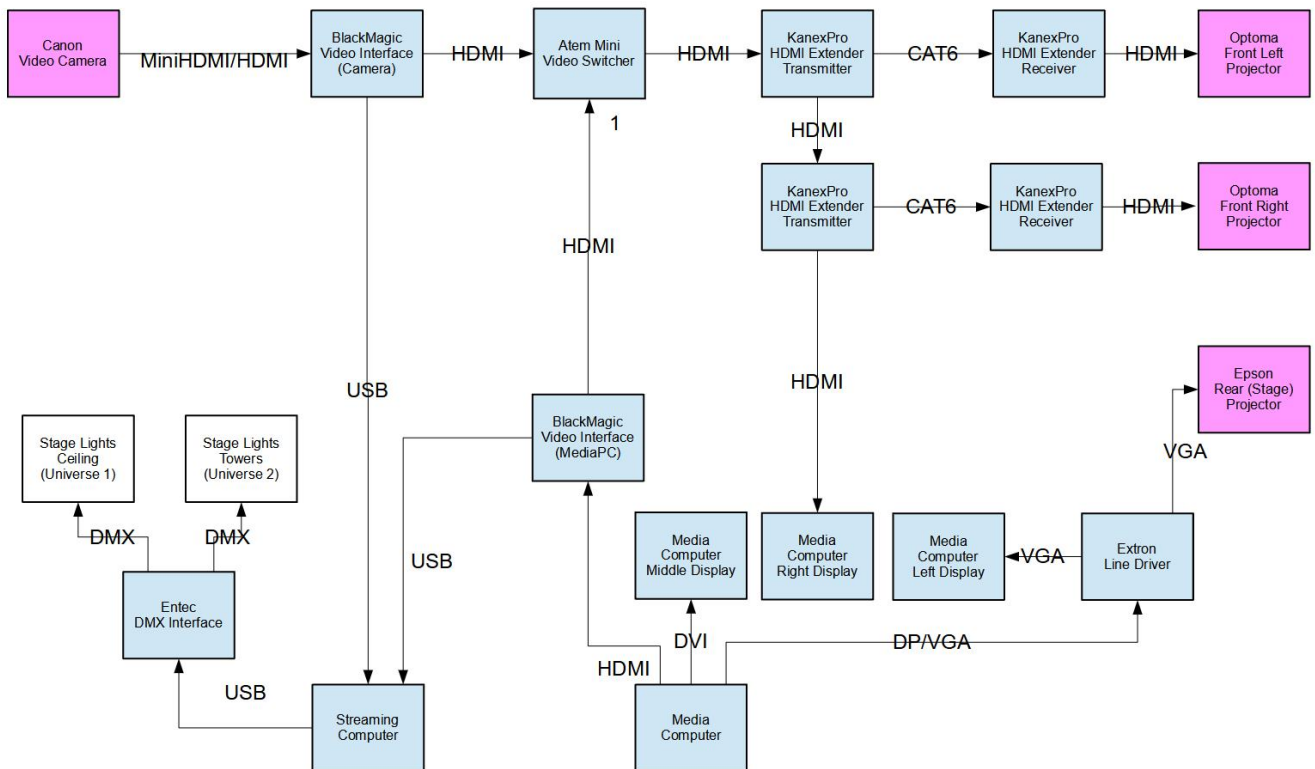 Canon
Video Camera
MiniHDMI/HDMI
BlackMagic
Video Interface
(Camera)
HDMI
Atem Mini
Video Switcher
HDMI
KanexPro
HDMI Extender
Transmitter
CAT6
KanexPro
HDMI Extender
Receiver
HDMI
Optoma
Front Left
Projector
1
HDMI
KanexPro
HDMI Extender
Transmitter
CAT6
KanexPro
HDMI Extender
Receiver
HDMI
Optoma
Front Right
Projector
HDMI
USB
HDMI
Epson
Rear (Stage)
Projector
Stage Lights
Ceiling
(Universe 1)
Stage Lights
Towers
(Universe 2)
BlackMagic
Video Interface
(MediaPC)
VGA
DMX
DMX
USB
Media
Computer
Middle Display
Media
Computer
Right Display
Media
Computer
Left Display
VGA
Extron
Line Driver
Entec
DMX Interface
USB
HDMI
DVI
DP/VGA
Streaming
Computer
Media
Computer